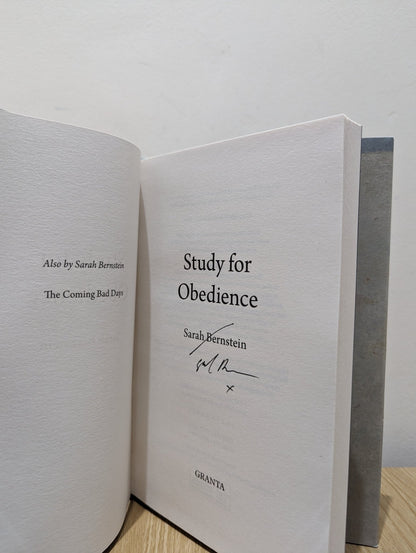 Also by Sarah Bernstein
The Coming Bad Days
Study for
Obedience
Sarah Bernstein
x
GRANTA